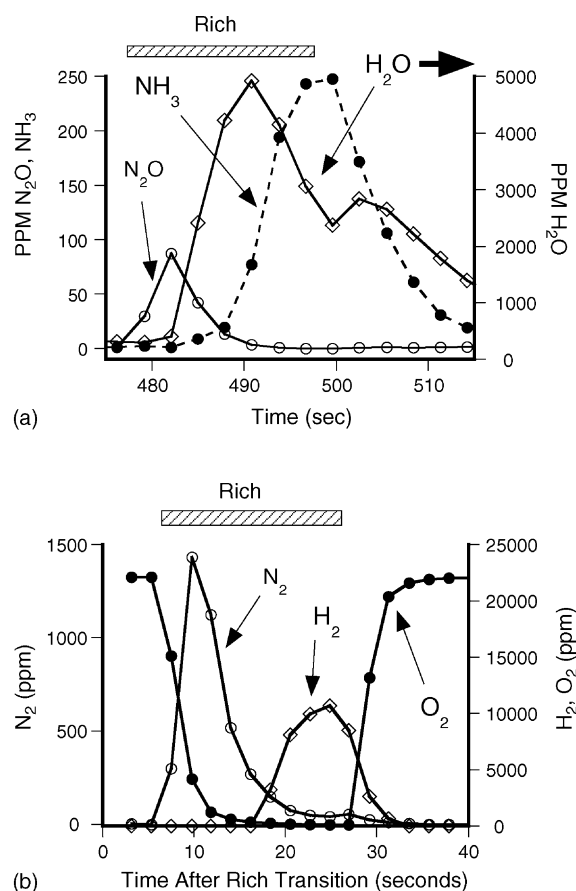 Rich
H₂O
NH₃
N₂O
PPM N₂O, NH₃
250
200
150
100
50
0
5000
4000
3000
2000
1000
0
PPM H₂O
480
490
500
510
Time (sec)
(a)
Rich
N₂
H₂
O₂
N₂ (ppm)
1500
1000
500
0
25000
20000
15000
10000
5000
0
H₂, O₂ (ppm)
0
10
20
30
40
Time After Rich Transition (seconds)
(b)